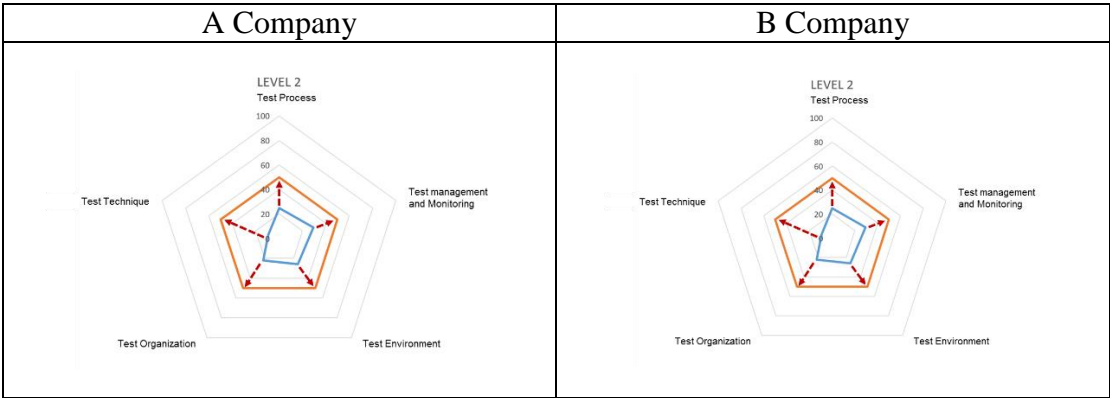 A Company
B Company
LEVEL 2
Test Process
100
80
60
40
20
0
Test Technique
Test management
and Monitoring
Test Organization
Test Environment
LEVEL 2
Test Process
100
80
60
40
20
0
Test Technique
Test management
and Monitoring
Test Organization
Test Environment